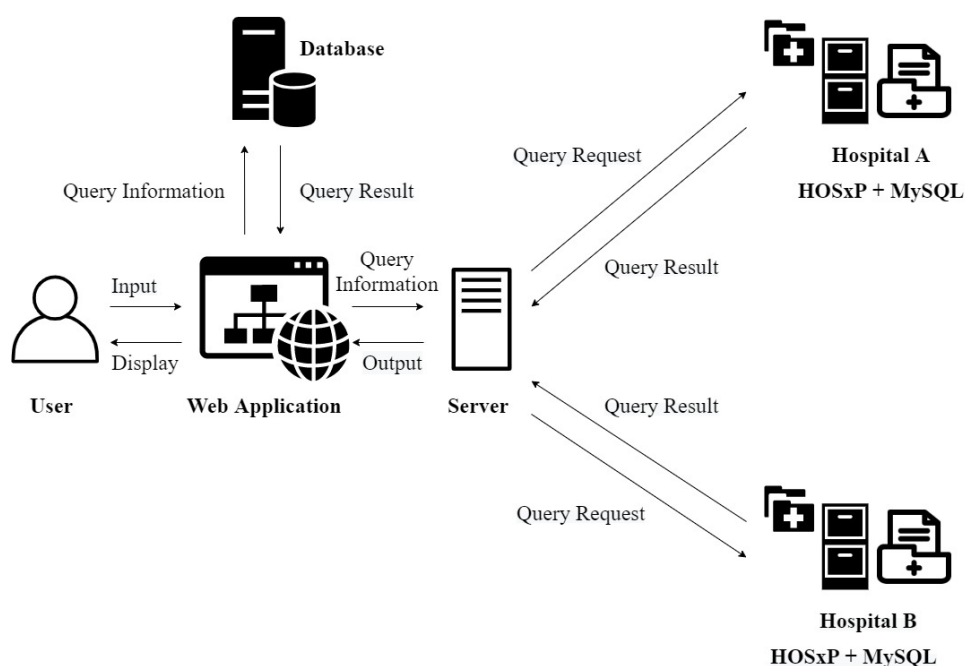 Database
Query Information
Query Result
Query Request
Hospital A
HOSxP + MySQL
Query Result
Input
Query
Information
Display
Output
User
Web Application
Server
Query Result
Query Request
Hospital B
HOSxP + MySQL